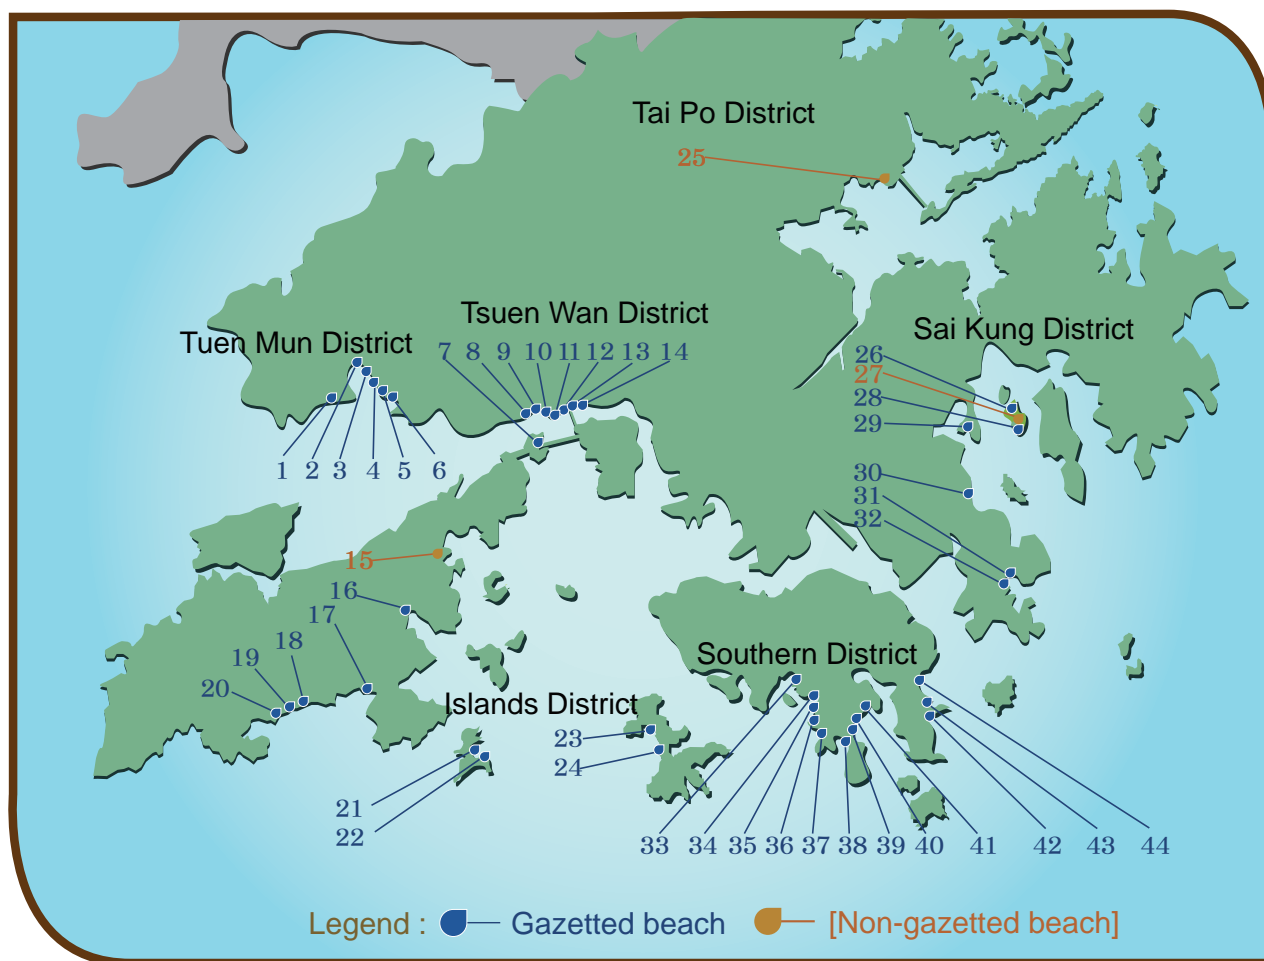 Tai Po District
25
Tsuen Wan District
Tuen Mun District
Sai Kung District
7 8 9 10 11 12 13 14
26
27
28
29
1 2 3 4 5 6
30
31
32
15
16
17
18
19
20
Southern District
Islands District
23
24
21
22
33 34 35 36 37 38 39 40 41 42 43 44
Legend : Gazetted beach [Non-gazetted beach]